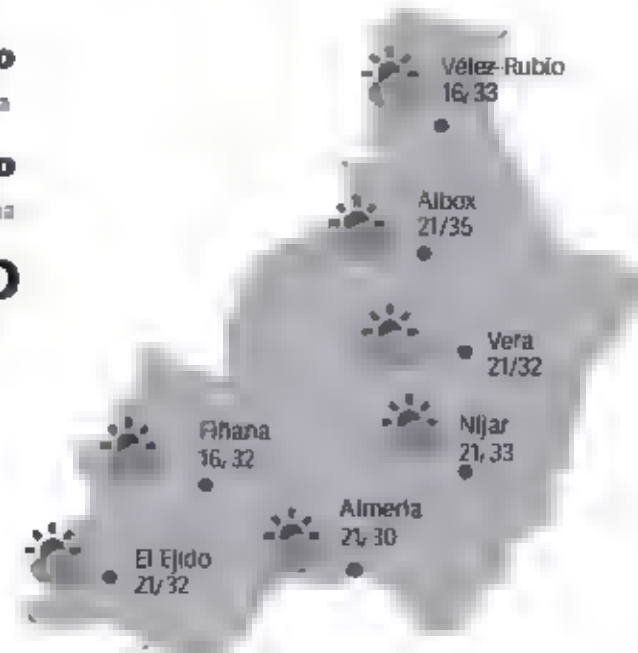 Vélez-Rubio
16/33
Albox
21/35
Vera
21/32
Níjar
21/33
Fiñana
16/32
Almería
21/30
El Ejido
21/32